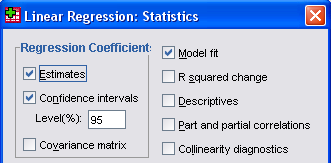 Linear Regression: Statistics
Regression Coefficient
Estimates
Confidence intervals
Level(%): 95
Covariance matrix
Model fit
R squared change
Descriptives
Part and partial correlations
Collinearity diagnostics